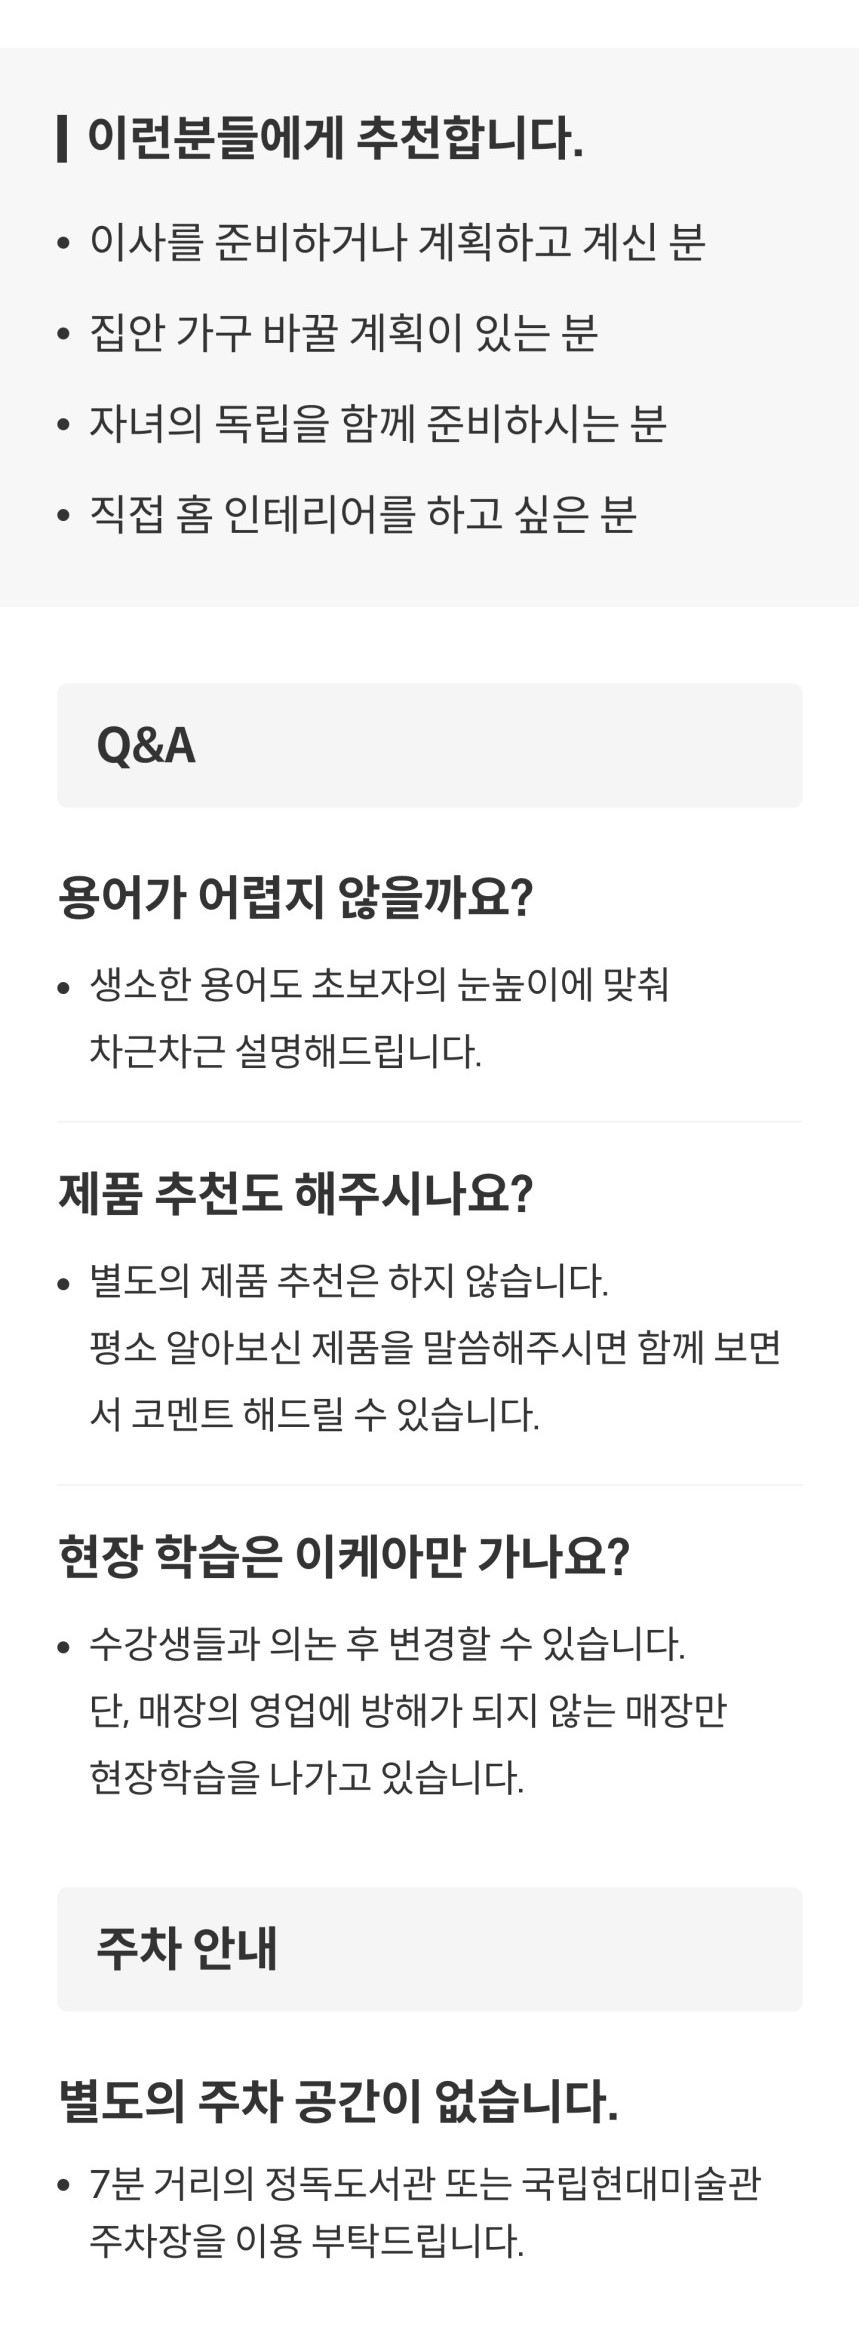 이런분들에게 추천합니다.
• 이사를 준비하거나 계획하고 계신 분
• 집안 가구 바꿀 계획이 있는 분
• 자녀의 독립을 함께 준비하시는 분
• 직접 홈 인테리어를 하고 싶은 분
Q&A
용어가 어렵지 않을까요?
• 생소한 용어도 초보자의 눈높이에 맞춰
차근차근 설명해드립니다.
제품 추천도 해주시나요?
• 별도의 제품 추천은 하지 않습니다.
평소 알아보신 제품을 말씀해주시면 함께 보면
서 코멘트 해드릴 수 있습니다.
현장 학습은 이케아만 가나요?
• 수강생들과 의논 후 변경할 수 있습니다.
단, 매장의 영업에 방해가 되지 않는 매장만
현장학습을 나가고 있습니다.
주차 안내
별도의 주차 공간이 없습니다.
• 7분 거리의 정독도서관 또는 국립현대미술관
주차장을 이용 부탁드립니다.